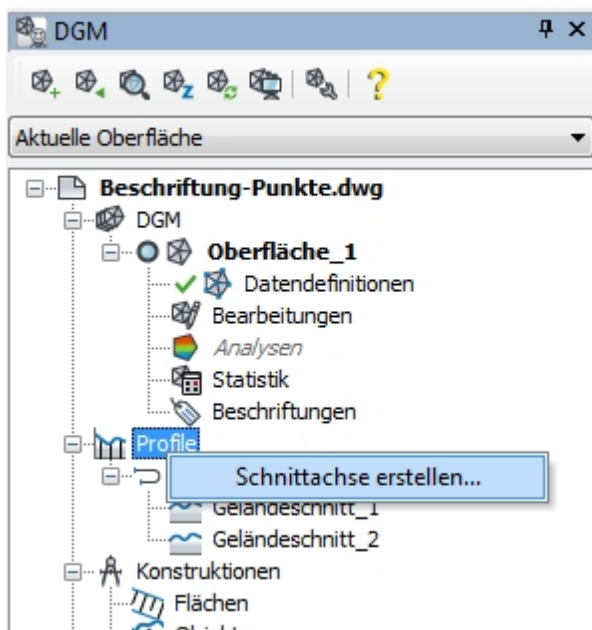 DGM
Aktuelle Oberfläche
Beschriftung-Punkte.dwg
DGM
Oberfläche_1
Datendefinitionen
Bearbeitungen
Analysen
Statistik
Beschriftungen
Profile
Schnittachse erstellen...
Geländeschnitt_1
Geländeschnitt_2
Konstruktionen
Flächen